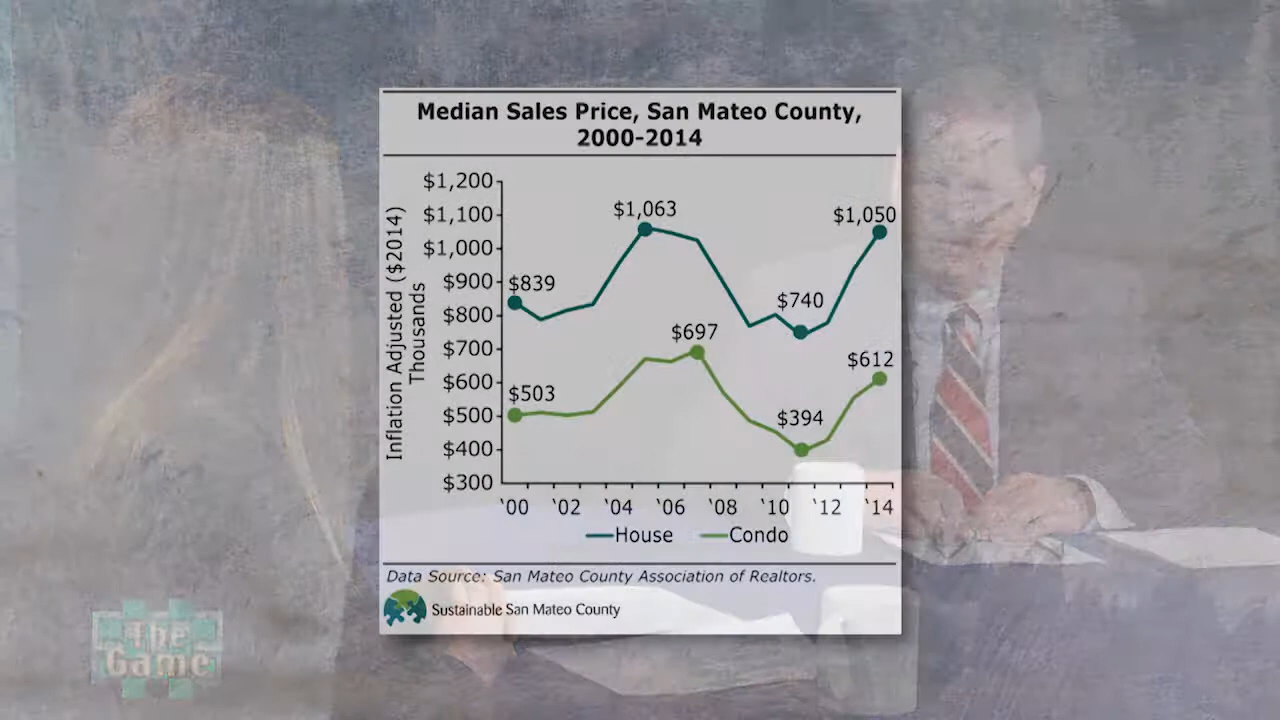 Median Sales Price, San Mateo County,
2000-2014
Inflation Adjusted ($2014)
Thousands
$1,200
$1,100
$1,000
$900
$800
$700
$600
$500
$400
$300
$839
$1,063
$740
$1,050
$503
$697
$394
$612
‘00 ‘02 ‘04 ‘06 ‘08 ‘10 ‘12 ‘14
House Condo
Data Source: San Mateo County Association of Realtors.
Sustainable San Mateo County
The
Game